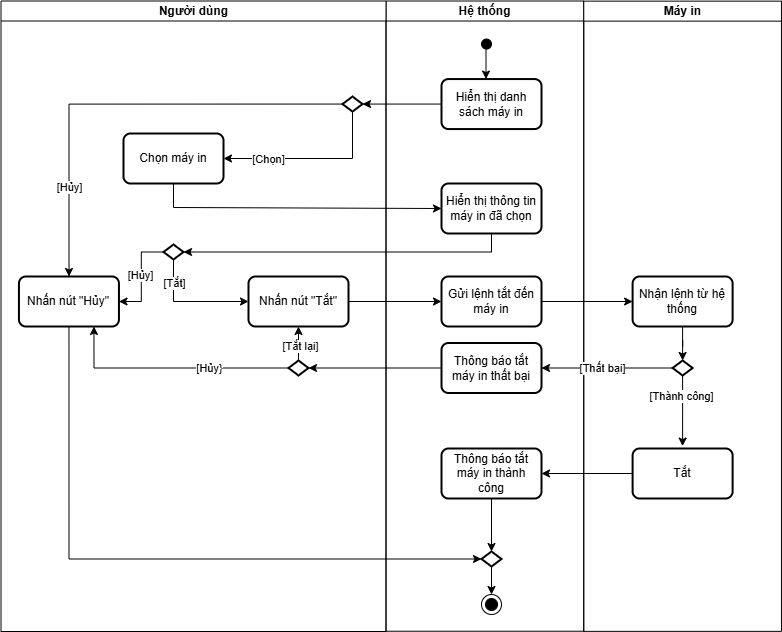 Người dùng
Hệ thống
Máy in
Hiển thị danh
sách máy in
Chọn máy in
[Chọn]
[Hủy]
Hiển thị thông tin
máy in đã chọn
[Hủy]
[Tắt]
Nhấn nút "Hủy"
Nhấn nút "Tắt"
Gửi lệnh tắt đến
máy in
Nhận lệnh từ hệ
thống
[Tắt lại]
[Hủy}
Thông báo tắt
máy in thất bại
[Thất bại]
[Thành công]
Thông báo tắt
máy in thành
công
Tắt